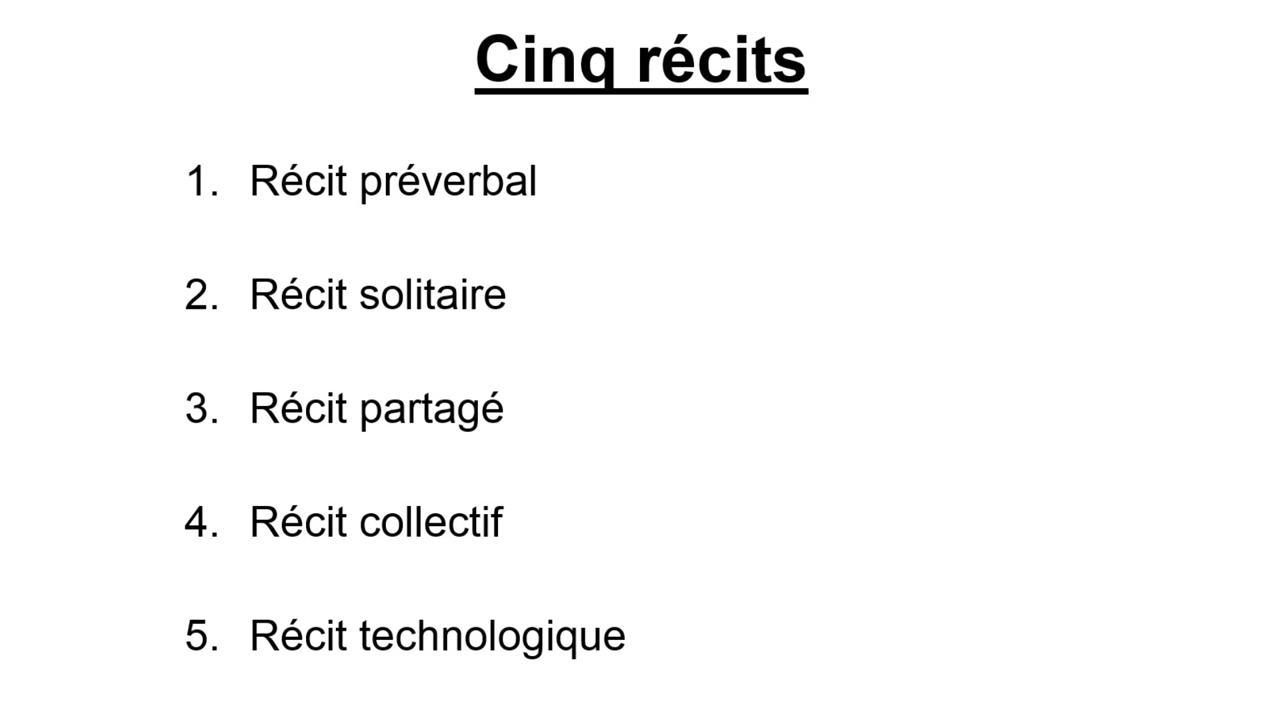 Cinq récits
1. Récit préverbal
2. Récit solitaire
3. Récit partagé
4. Récit collectif
5. Récit technologique